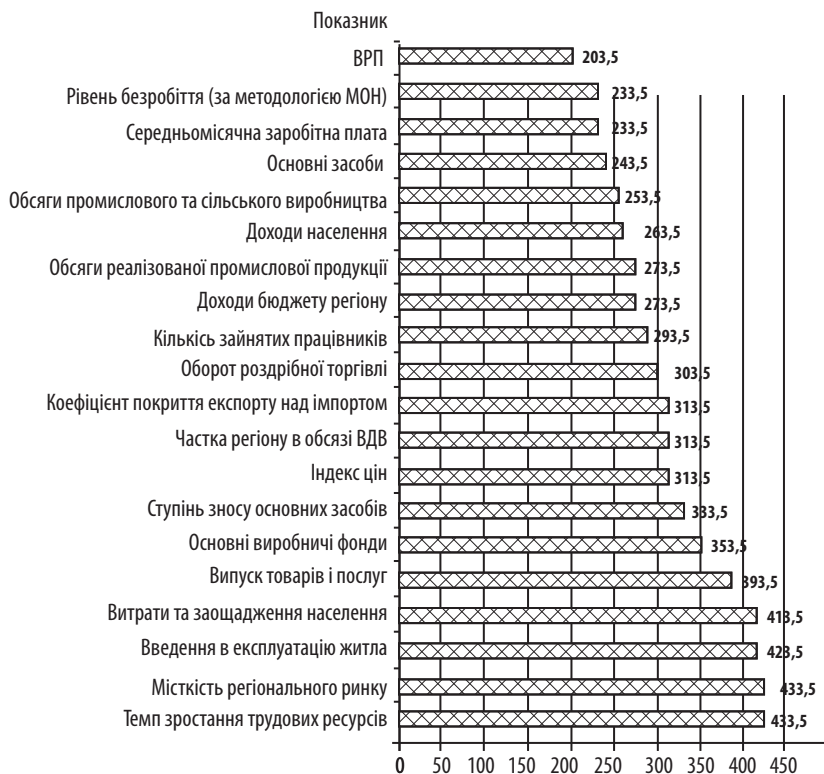 Показник
ВРП 203,5
Рівень безробіття (за методологією МОН) 233,5
Середньомісячна заробітна плата 233,5
Основні засоби 243,5
Обсяги промислового та сільського виробництва 253,5
Доходи населення 263,5
Обсяги реалізованої промислової продукції 273,5
Доходи бюджету регіону 273,5
Кількісь зайнятих працівників 293,5
Оборот роздрібної торгівлі 303,5
Коефіцієнт покриття експорту над імпортом 313,5
Частка регіону в обсязі ВДВ 313,5
Індекс цін 313,5
Ступінь зносу основних засобів 333,5
Основні виробничі фонди 353,5
Випуск товарів і послуг 393,5
Витрати та заощадження населення 413,5
Введення в експлуатацію житла 423,5
Місткість регіонального ринку 433,5
Темп зростання трудових ресурсів 433,5
0 50 100 150 200 250 300 350 400 450